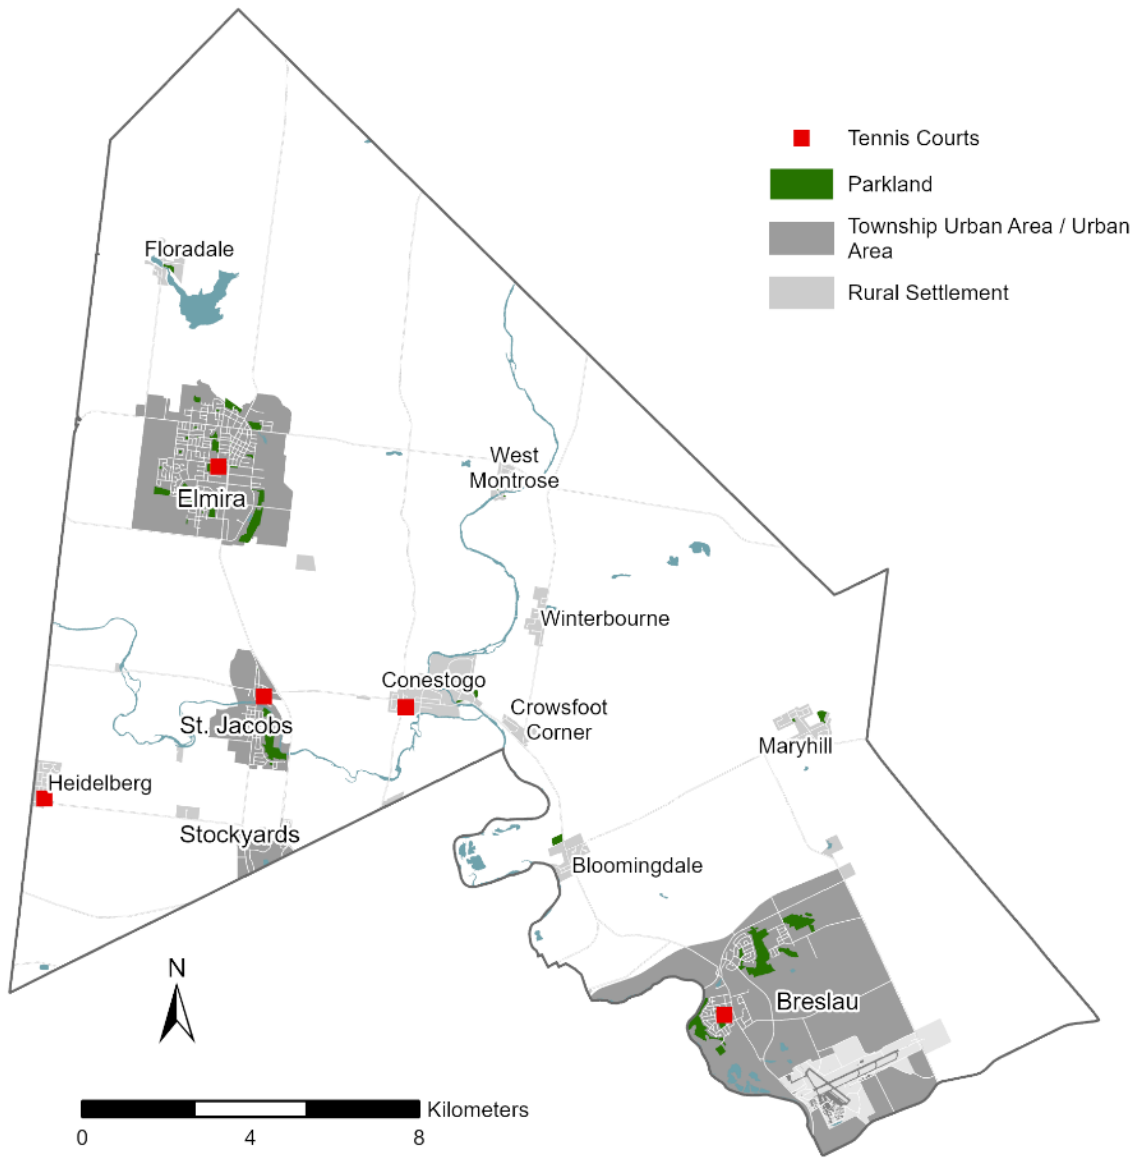 Tennis Courts
Parkland
Township Urban Area / Urban
Area
Rural Settlement
Floradale
West
Montrose
Elmira
Winterbourne
Conestogo
Crowsfoot
Corner
St. Jacobs
Maryhill
Heidelberg
Stockyards
Bloomingdale
Breslau
N
Kilometers
0 4 8